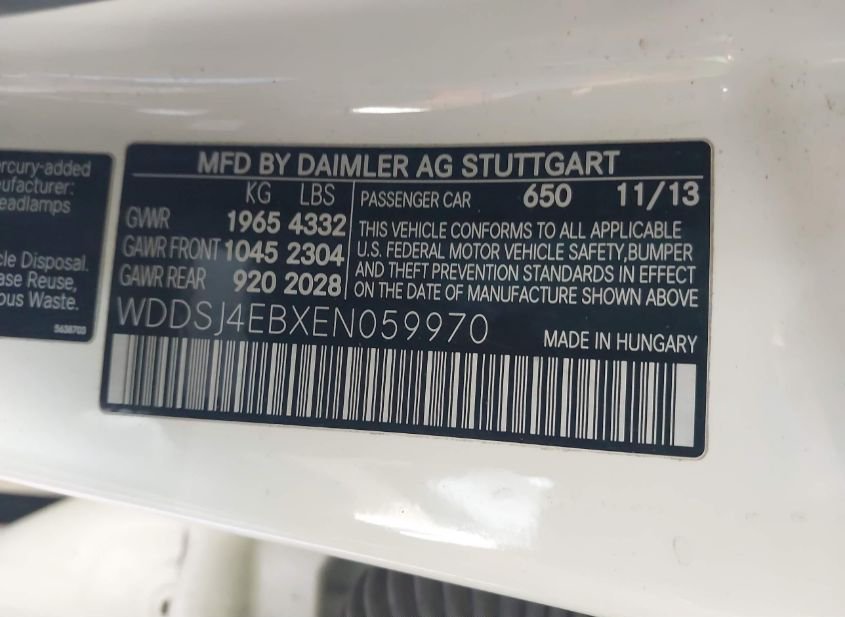 rcury-added
ufacturer:
eadlamps
cle Disposal.
ase Reuse,
ous Waste.
5638703
MFD BY DAIMLER AG STUTTGART
KG LBS
GVWR 1965 4332
GAWR FRONT 1045 2304
GAWR REAR 920 2028
PASSENGER CAR 650 11/13
THIS VEHICLE CONFORMS TO ALL APPLICABLE
U.S. FEDERAL MOTOR VEHICLE SAFETY,BUMPER
AND THEFT PREVENTION STANDARDS IN EFFECT
ON THE DATE OF MANUFACTURE SHOWN ABOVE
WDDSJ4EBXEN059970
MADE IN HUNGARY